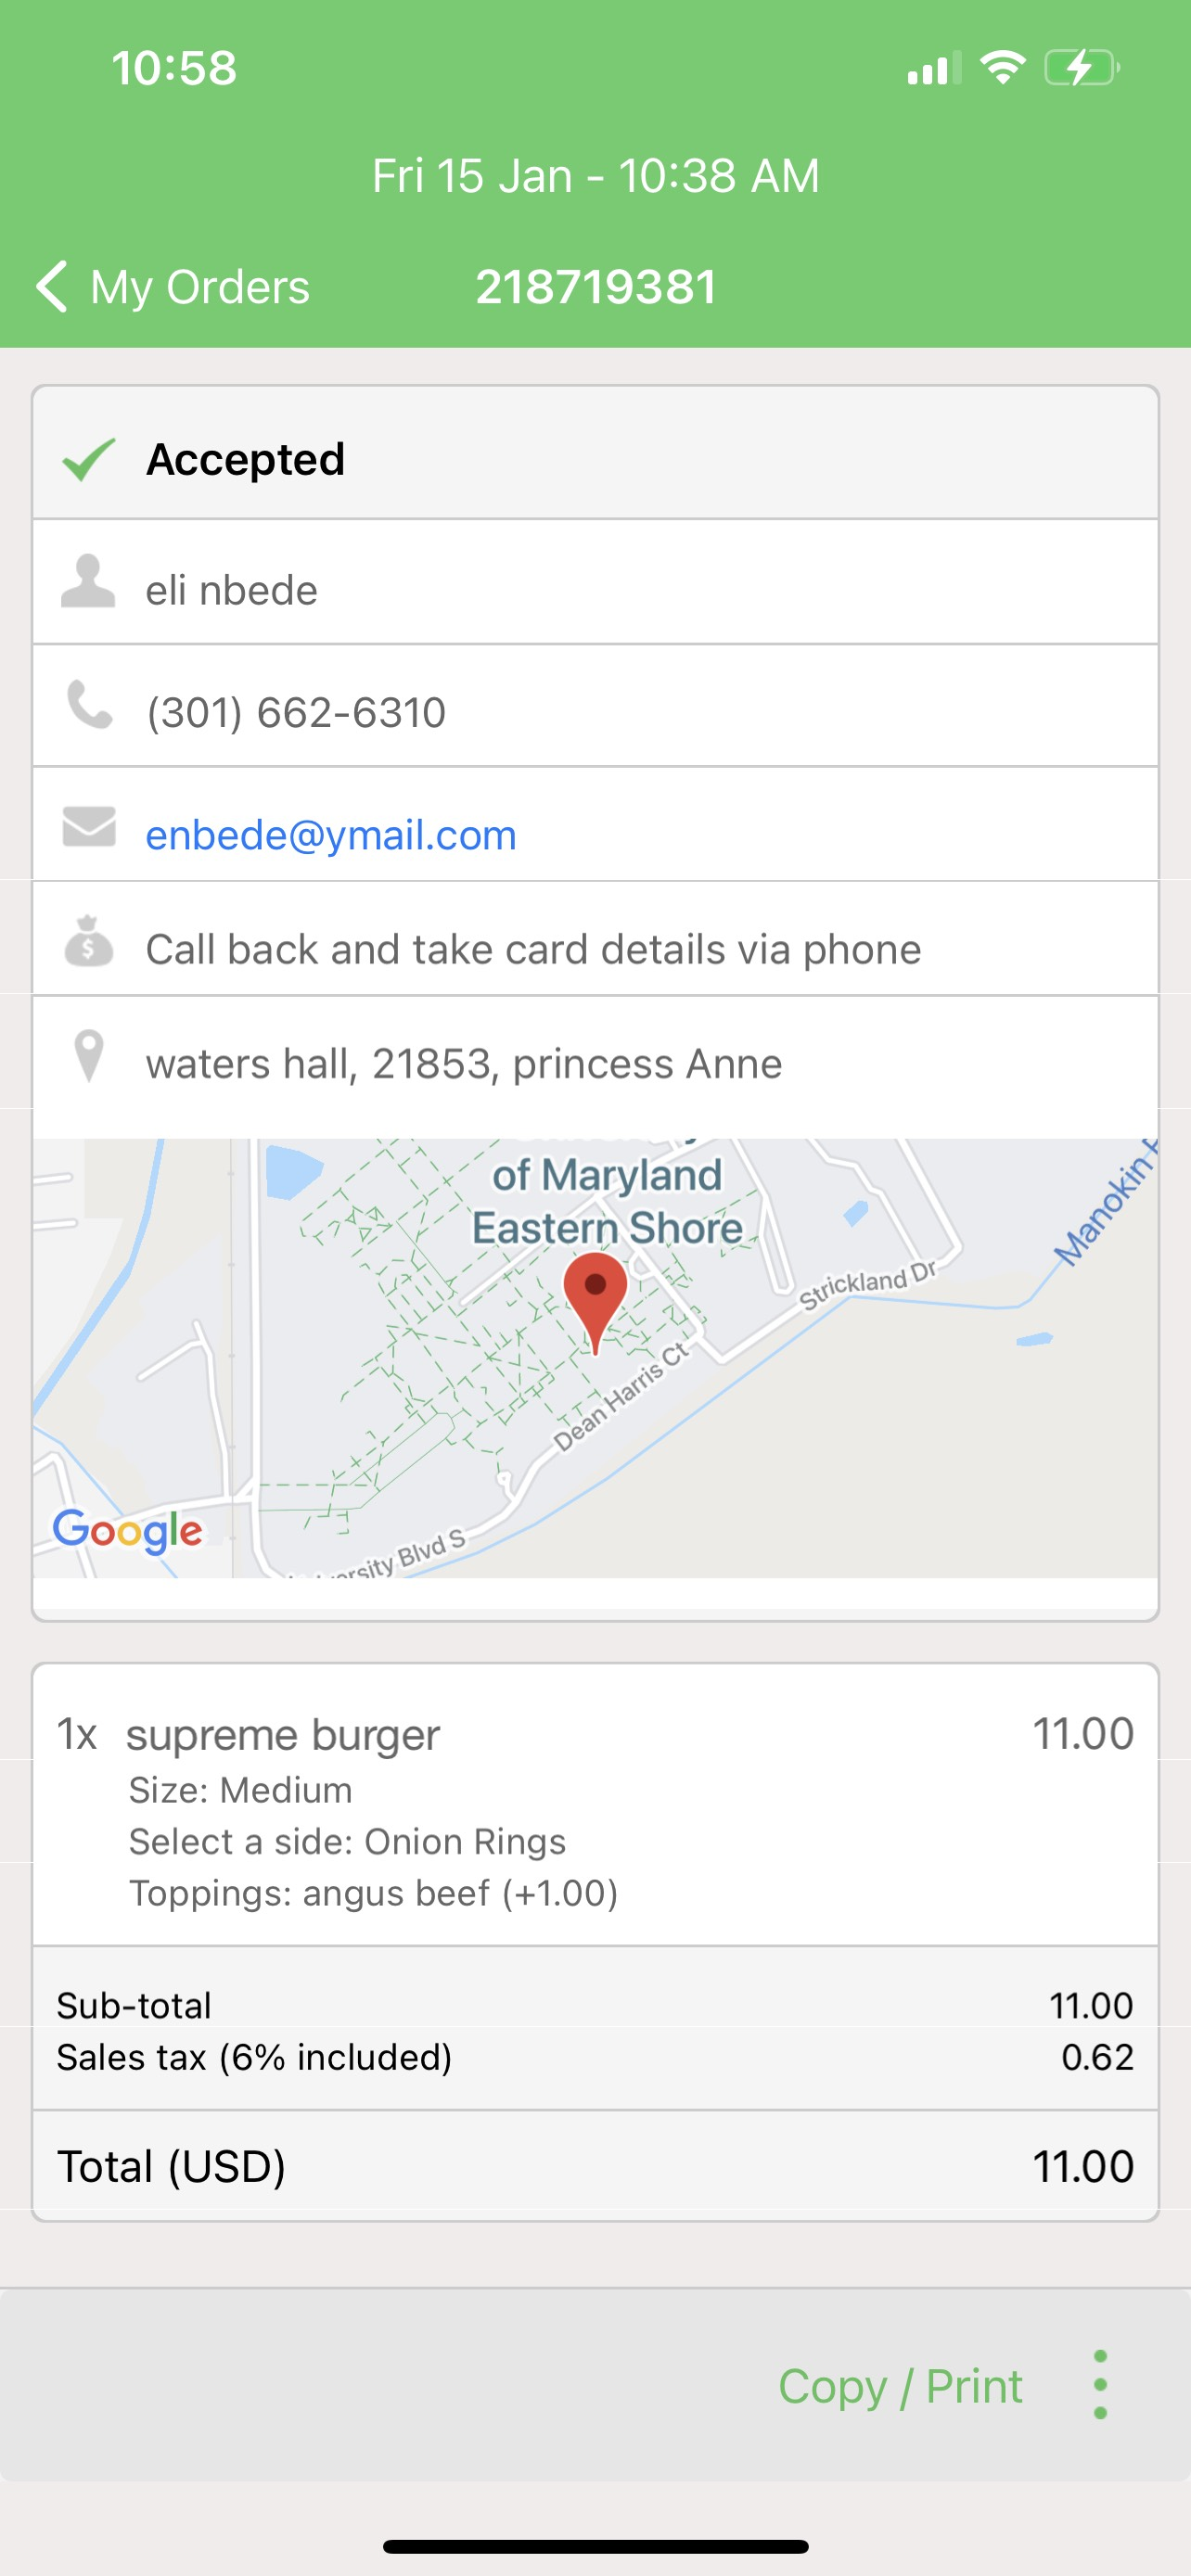 10:58
Fri 15 Jan - 10:38 AM
My Orders 218719381
Accepted
eli nbede
(301) 662-6310
enbede@ymail.com
Call back and take card details via phone
waters hall, 21853, princess Anne
of Maryland
Eastern Shore
Manokin
Strickland Dr
Dean Harris Ct
Google
Blvd S
1x supreme burger 11.00
Size: Medium
Select a side: Onion Rings
Toppings: angus beef (+1.00)
Sub-total 11.00
Sales tax (6% included) 0.62
Total (USD) 11.00
Copy / Print